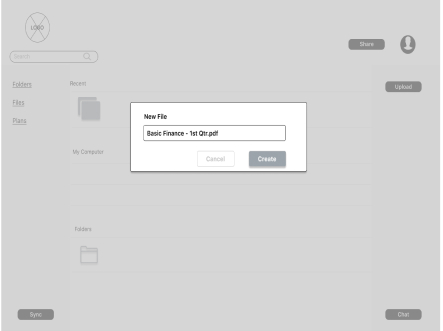 LOGO
Share
Search
Folders
Files
Plans
Recent
Upload
New File
Basic Finance - 1st Qtr.pdf
Cancel
Create
My Computer
Folders
Sync
Chat